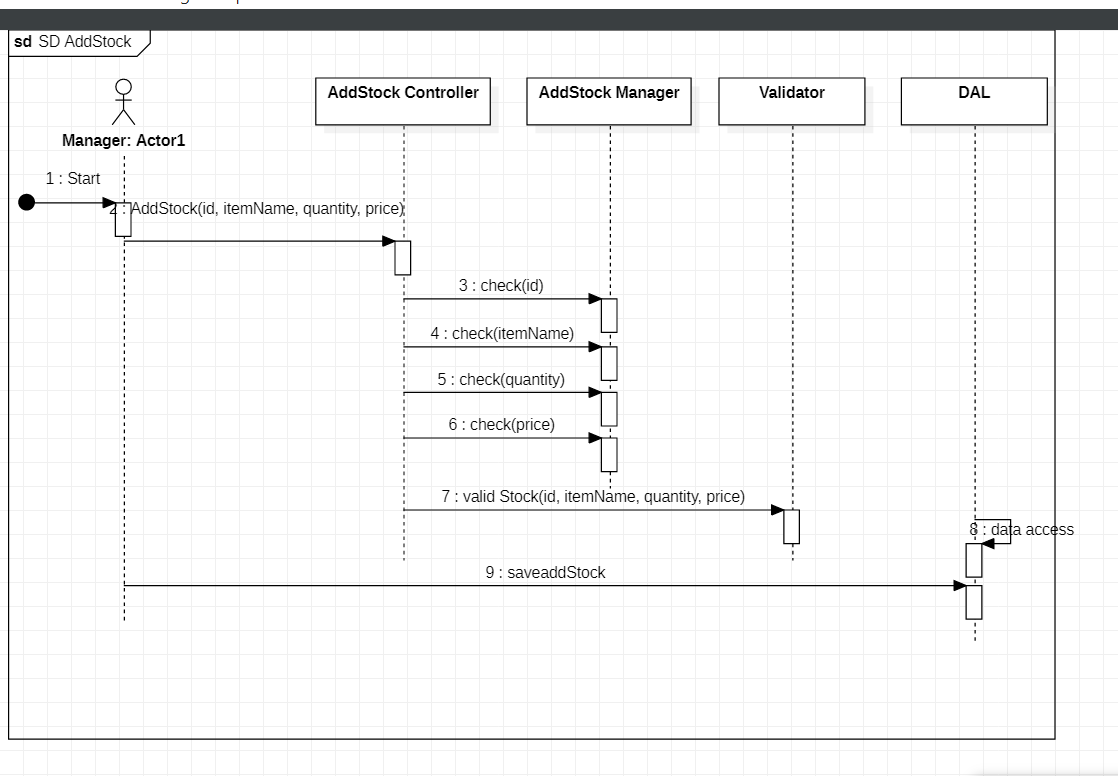 sd SD AddStock
AddStock Controller
AddStock Manager
Validator
DAL
Manager: Actor1
1 : Start
2 : AddStock(id, itemName, quantity, price)
3 : check(id)
4 : check(itemName)
5 : check(quantity)
6 : check(price)
7 : valid Stock(id, itemName, quantity, price)
8 : data access
9 : saveaddStock